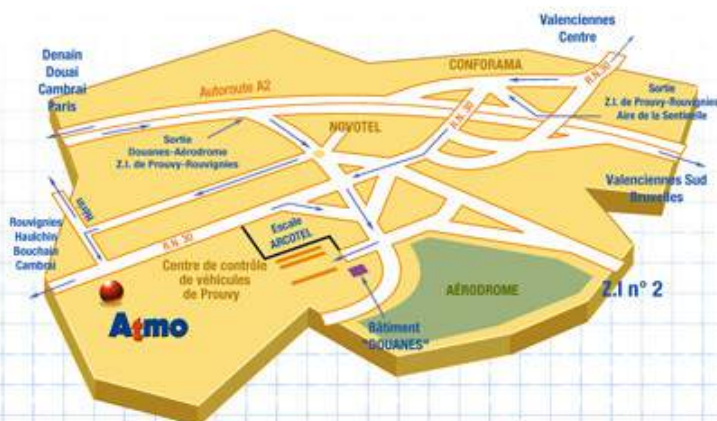 Valenciennes
Centre
Denain
Douai
Cambrai
Paris
CONFORAMA
R.N.30
Autoroute A2
Sortie
Z.I. de Prouvy-Rouvignies
Aire de la Sentinelle
NOVOTEL
R.N.30
Sortie
Douanes-Aérodrome
Z.I. de Prouvy-Rouvignies
Valenciennes Sud
Bruxelles
Hérin
Rouvignies
Haulchin
Bouchain
Cambrai
R.N. 30
Escale
ARCOTEL
Centre de contrôle
de véhicules
de Prouvy
AÉRODROME
Z.I n° 2
Atmo
Bâtiment
"DOUANES"